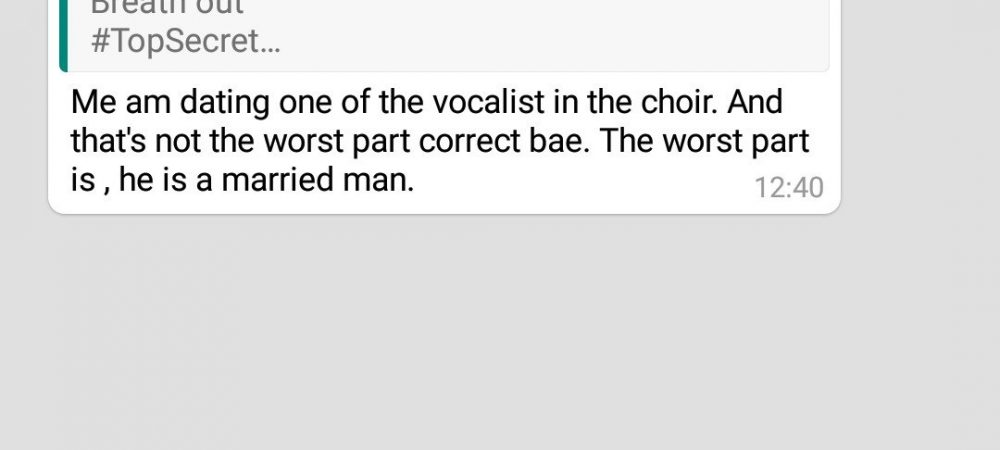 Breath out
#TopSecret...
Me am dating one of the vocalist in the choir. And
that's not the worst part correct bae. The worst part
is , he is a married man.
12:40